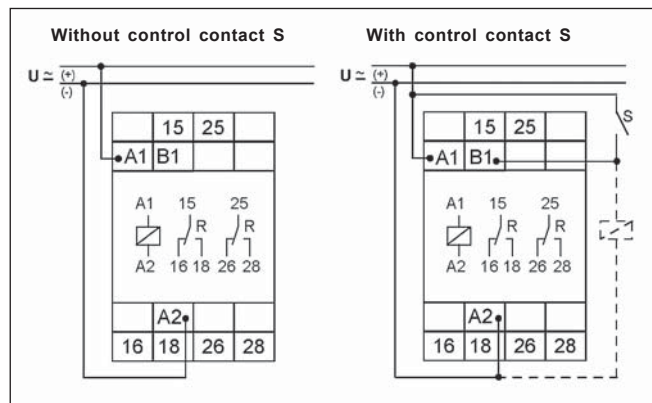 Without control contact S
With control contact S
U ≃ (+)
(-)
15 25
A1 B1
A1 15 25
R R
A2 16 18 26 28
A2
16 18 26 28
U ≃ (+)
(-)
S
15 25
A1 B1
A1 15 25
R R
A2 16 18 26 28
A2
16 18 26 28